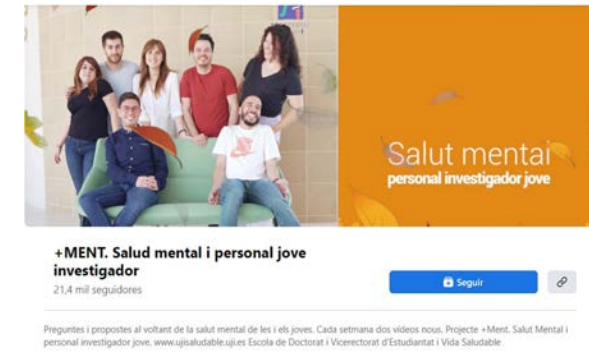 Salut mental
personal investigador jove
+MENT. Salud mental i personal jove
investigador
21,4 mil seguidores
Seguir
Preguntes i propostes al voltant de la salut mental de les i els joves. Cada setmana dos vídeos nous. Projecte +Ment. Salut Mental i
personal investigador jove. www.ujisaludable.uji.es Escola de Doctorat i Vicerectorat d'Estudiantat i Vida Saludable